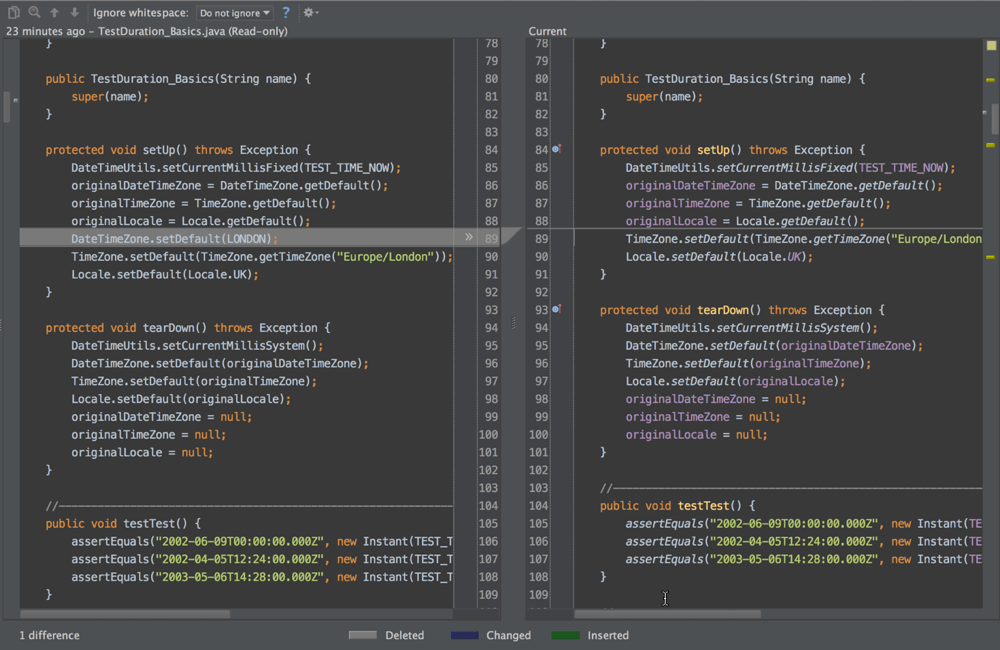 Ignore whitespace: Do not ignore ?
23 minutes ago – TestDuration_Basics.java (Read-only)
} 78
79
public TestDuration_Basics(String name) { 80
super(name); 81
} 82
83
protected void setUp() throws Exception { 84
DateTimeUtils.setCurrentMillisFixed(TEST_TIME_NOW); 85
originalDateTimeZone = DateTimeZone.getDefault(); 86
originalTimeZone = TimeZone.getDefault(); 87
originalLocale = Locale.getDefault(); 88
DateTimeZone.setDefault(LONDON); » 89
TimeZone.setDefault(TimeZone.getTimeZone("Europe/London")); 90
Locale.setDefault(Locale.UK); 91
} 92
93
protected void tearDown() throws Exception { 94
DateTimeUtils.setCurrentMillisSystem(); 95
DateTimeZone.setDefault(originalDateTimeZone); 96
TimeZone.setDefault(originalTimeZone); 97
Locale.setDefault(originalLocale); 98
originalDateTimeZone = null; 99
originalTimeZone = null; 100
originalLocale = null; 101
} 102
103
//-------------------------------------------------- 104
public void testTest() { 105
assertEquals("2002-06-09T00:00:00.000Z", new Instant(TEST_T 106
assertEquals("2002-04-05T12:24:00.000Z", new Instant(TEST_T 107
assertEquals("2003-05-06T14:28:00.000Z", new Instant(TEST_T 108
} 109
Current
78 }
79
80 public TestDuration_Basics(String name) {
81 super(name);
82 }
83
84 protected void setUp() throws Exception {
85 DateTimeUtils.setCurrentMillisFixed(TEST_TIME_NOW);
86 originalDateTimeZone = DateTimeZone.getDefault();
87 originalTimeZone = TimeZone.getDefault();
88 originalLocale = Locale.getDefault();
89 TimeZone.setDefault(TimeZone.getTimeZone("Europe/London
90 Locale.setDefault(Locale.UK);
91 }
92
93 protected void tearDown() throws Exception {
94 DateTimeUtils.setCurrentMillisSystem();
95 DateTimeZone.setDefault(originalDateTimeZone);
96 TimeZone.setDefault(originalTimeZone);
97 Locale.setDefault(originalLocale);
98 originalDateTimeZone = null;
99 originalTimeZone = null;
100 originalLocale = null;
101 }
102
103 //--------------------------------------------------
104 public void testTest() {
105 assertEquals("2002-06-09T00:00:00.000Z", new Instant(TE
106 assertEquals("2002-04-05T12:24:00.000Z", new Instant(TE
107 assertEquals("2003-05-06T14:28:00.000Z", new Instant(TE
108 }
109
1 difference Deleted Changed Inserted